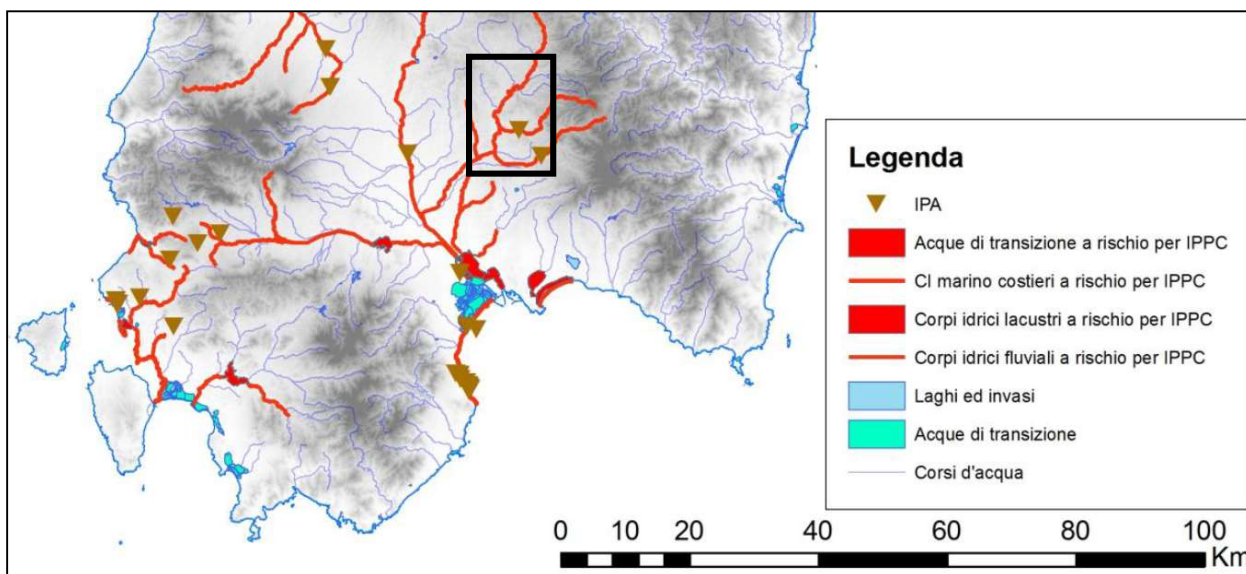 Legenda
IPA
Acque di transizione a rischio per IPPC
CI marino costieri a rischio per IPPC
Corpi idrici lacustri a rischio per IPPC
Corpi idrici fluviali a rischio per IPPC
Laghi ed invasi
Acque di transizione
Corsi d'acqua
0 10 20 40 60 80 100
Km